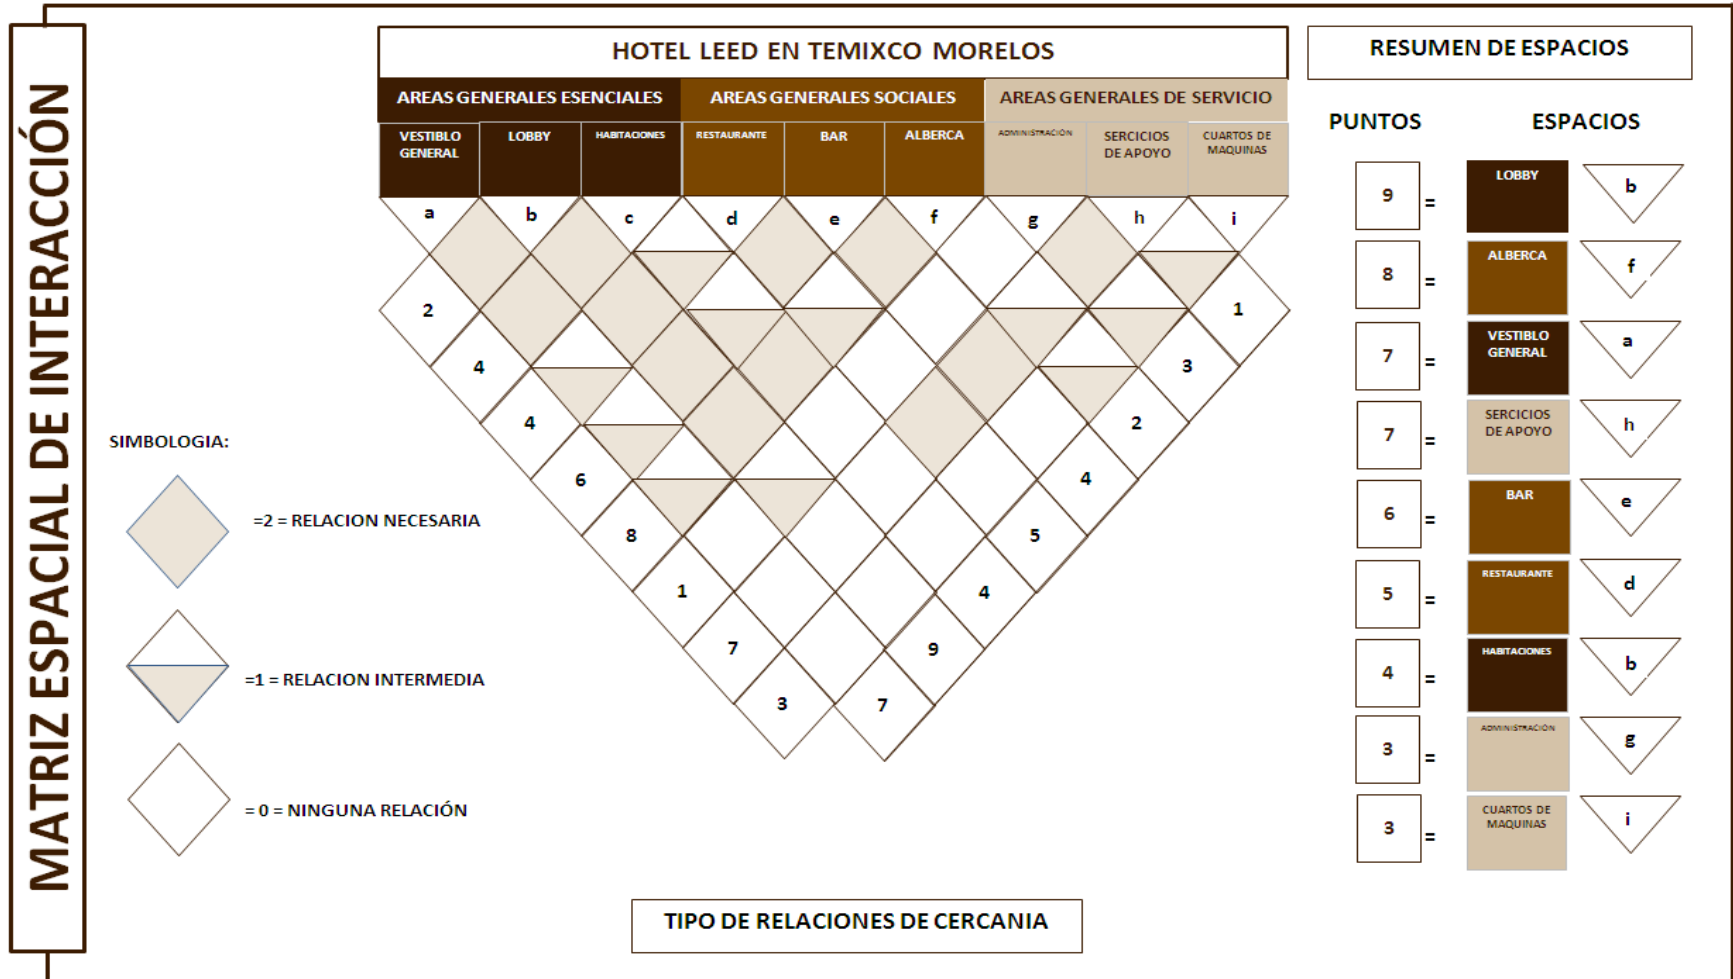 MATRIZ ESPACIAL DE INTERACCIÓN
HOTEL LEED EN TEMIXCO MORELOS
AREAS GENERALES ESENCIALES
AREAS GENERALES SOCIALES
AREAS GENERALES DE SERVICIO
VESTIBLO
GENERAL
LOBBY
HABITACIONES
RESTAURANTE
BAR
ALBERCA
ADMINISTRACIÓN
SERCICIOS
DE APOYO
CUARTOS DE
MAQUINAS
a b c d e f g h i
2 1
4 3
4 2
6 4
8 5
1 4
7 9
3 7
SIMBOLOGIA:
=2 = RELACION NECESARIA
=1 = RELACION INTERMEDIA
= 0 = NINGUNA RELACIÓN
TIPO DE RELACIONES DE CERCANIA
RESUMEN DE ESPACIOS
PUNTOS ESPACIOS
9 = LOBBY b
8 = ALBERCA f
7 = VESTIBLO
GENERAL a
7 = SERCICIOS
DE APOYO h
6 = BAR e
5 = RESTAURANTE d
4 = HABITACIONES b
3 = ADMINISTRACIÓN g
3 = CUARTOS DE
MAQUINAS i